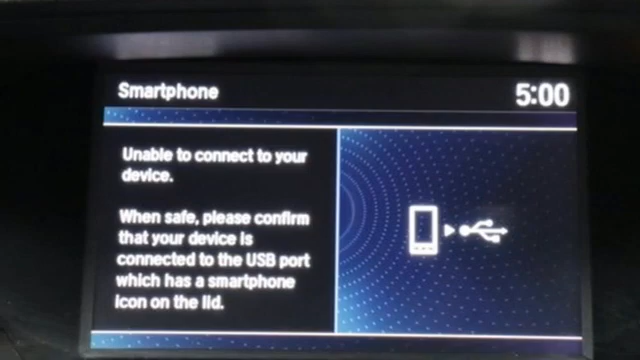 Smartphone
5:00
Unable to connect to your
device.
When safe, please confirm
that your device is
connected to the USB port
which has a smartphone
icon on the lid.